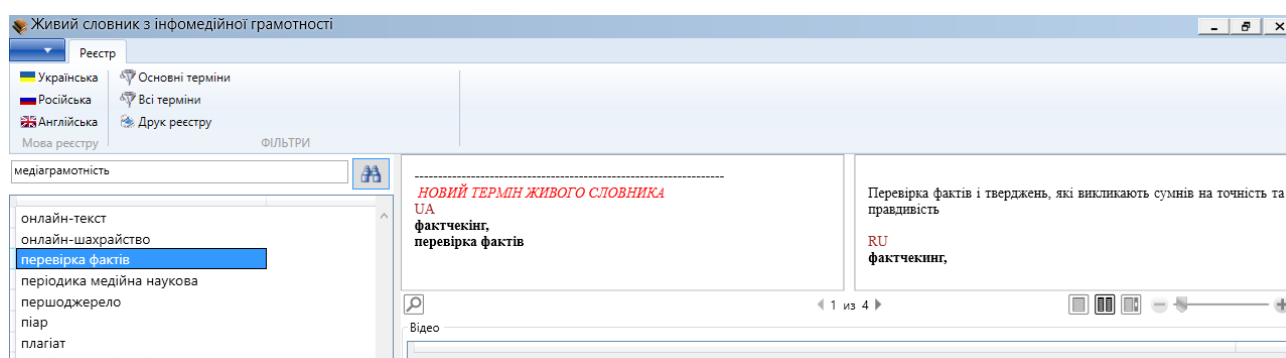 Живий словник з інфомедійної грамотності
Реєстр
Українська
Російська
Англійська
Мова реєстру
Основні терміни
Всі терміни
Друк реєстру
ФІЛЬТРИ
медіаграмотність
онлайн-текст
онлайн-шахрайство
перевірка фактів
періодика медійна наукова
першоджерело
піар
плагіат
------------------------------------------------------------------
НОВИЙ ТЕРМІН ЖИВОГО СЛОВНИКА
UA
фактчекінг,
перевірка фактів
Перевірка фактів і тверджень, які викликають сумнів на точність та
правдивість
RU
фактчекинг,
1 из 4
Відео